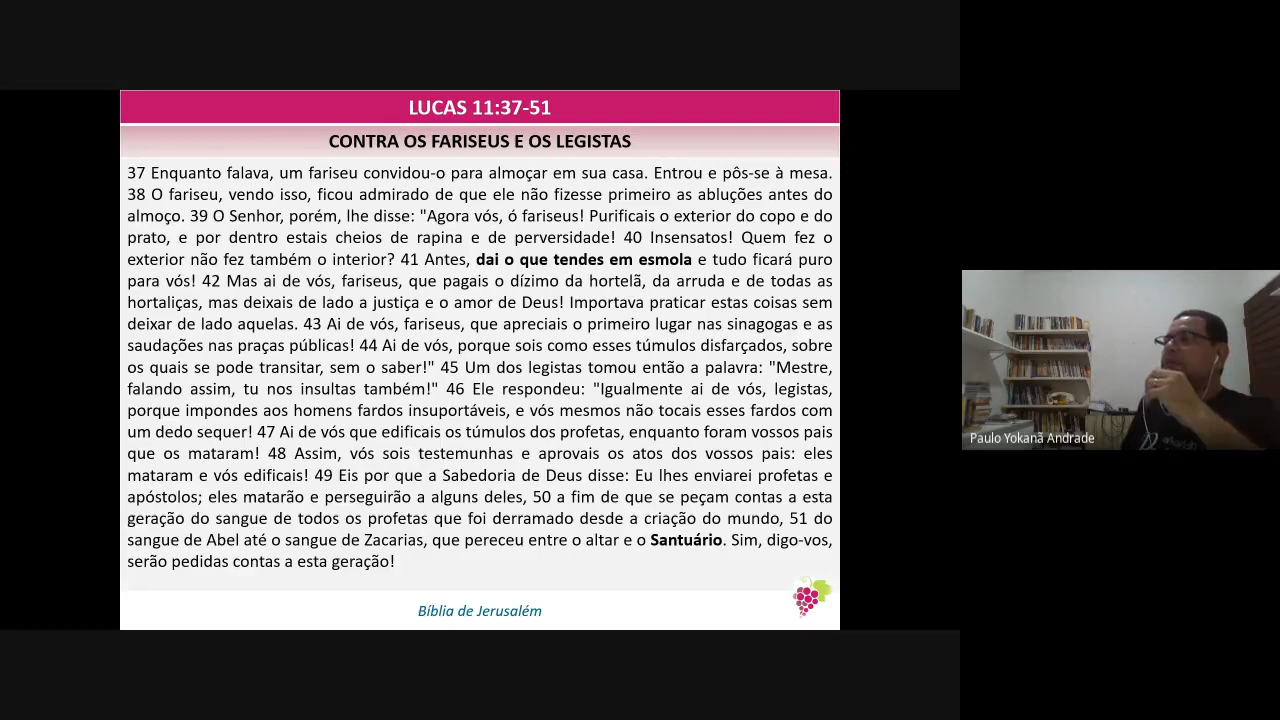 LUCAS 11:37-51
CONTRA OS FARISEUS E OS LEGISTAS
37 Enquanto falava, um fariseu convidou-o para almoçar em sua casa. Entrou e pôs-se à mesa.
38 O fariseu, vendo isso, ficou admirado de que ele não fizesse primeiro as abluções antes do
almoço. 39 O Senhor, porém, lhe disse: "Agora vós, ó fariseus! Purificais o exterior do copo e do
prato, e por dentro estais cheios de rapina e de perversidade! 40 Insensatos! Quem fez o
exterior não fez também o interior? 41 Antes, dai o que tendes em esmola e tudo ficará puro
para vós! 42 Mas ai de vós, fariseus, que pagais o dízimo da hortelã, da arruda e de todas as
hortaliças, mas deixais de lado a justiça e o amor de Deus! Importava praticar estas coisas sem
deixar de lado aquelas. 43 Ai de vós, fariseus, que apreciais o primeiro lugar nas sinagogas e as
saudações nas praças públicas! 44 Ai de vós, porque sois como esses túmulos disfarçados, sobre
os quais se pode transitar, sem o saber!" 45 Um dos legistas tomou então a palavra: "Mestre,
falando assim, tu nos insultas também!" 46 Ele respondeu: "Igualmente ai de vós, legistas,
porque impondes aos homens fardos insuportáveis, e vós mesmos não tocais esses fardos com
um dedo sequer! 47 Ai de vós que edificais os túmulos dos profetas, enquanto foram vossos pais
que os mataram! 48 Assim, vós sois testemunhas e aprovais os atos dos vossos pais: eles
mataram e vós edificais! 49 Eis por que a Sabedoria de Deus disse: Eu lhes enviarei profetas e
apóstolos; eles matarão e perseguirão a alguns deles, 50 a fim de que se peçam contas a esta
geração do sangue de todos os profetas que foi derramado desde a criação do mundo, 51 do
sangue de Abel até o sangue de Zacarias, que pereceu entre o altar e o Santuário. Sim, digo-vos,
serão pedidas contas a esta geração!
Bíblia de Jerusalém
Paulo Yokanã Andrade